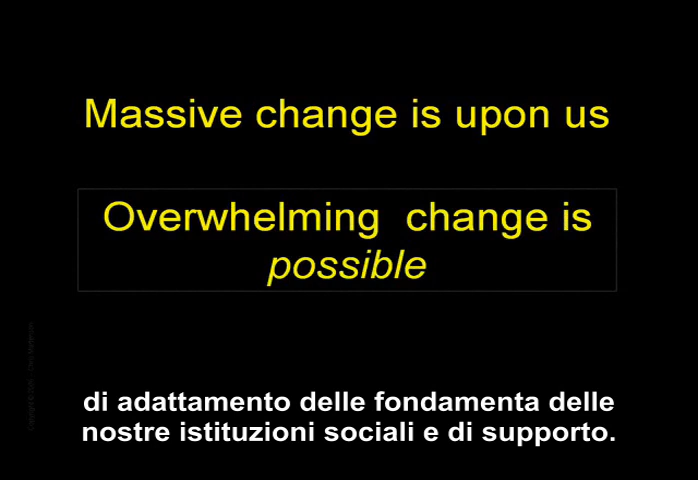 Massive change is upon us
Overwhelming change is
possible
di adattamento delle fondamenta delle
nostre istituzioni sociali e di supporto.